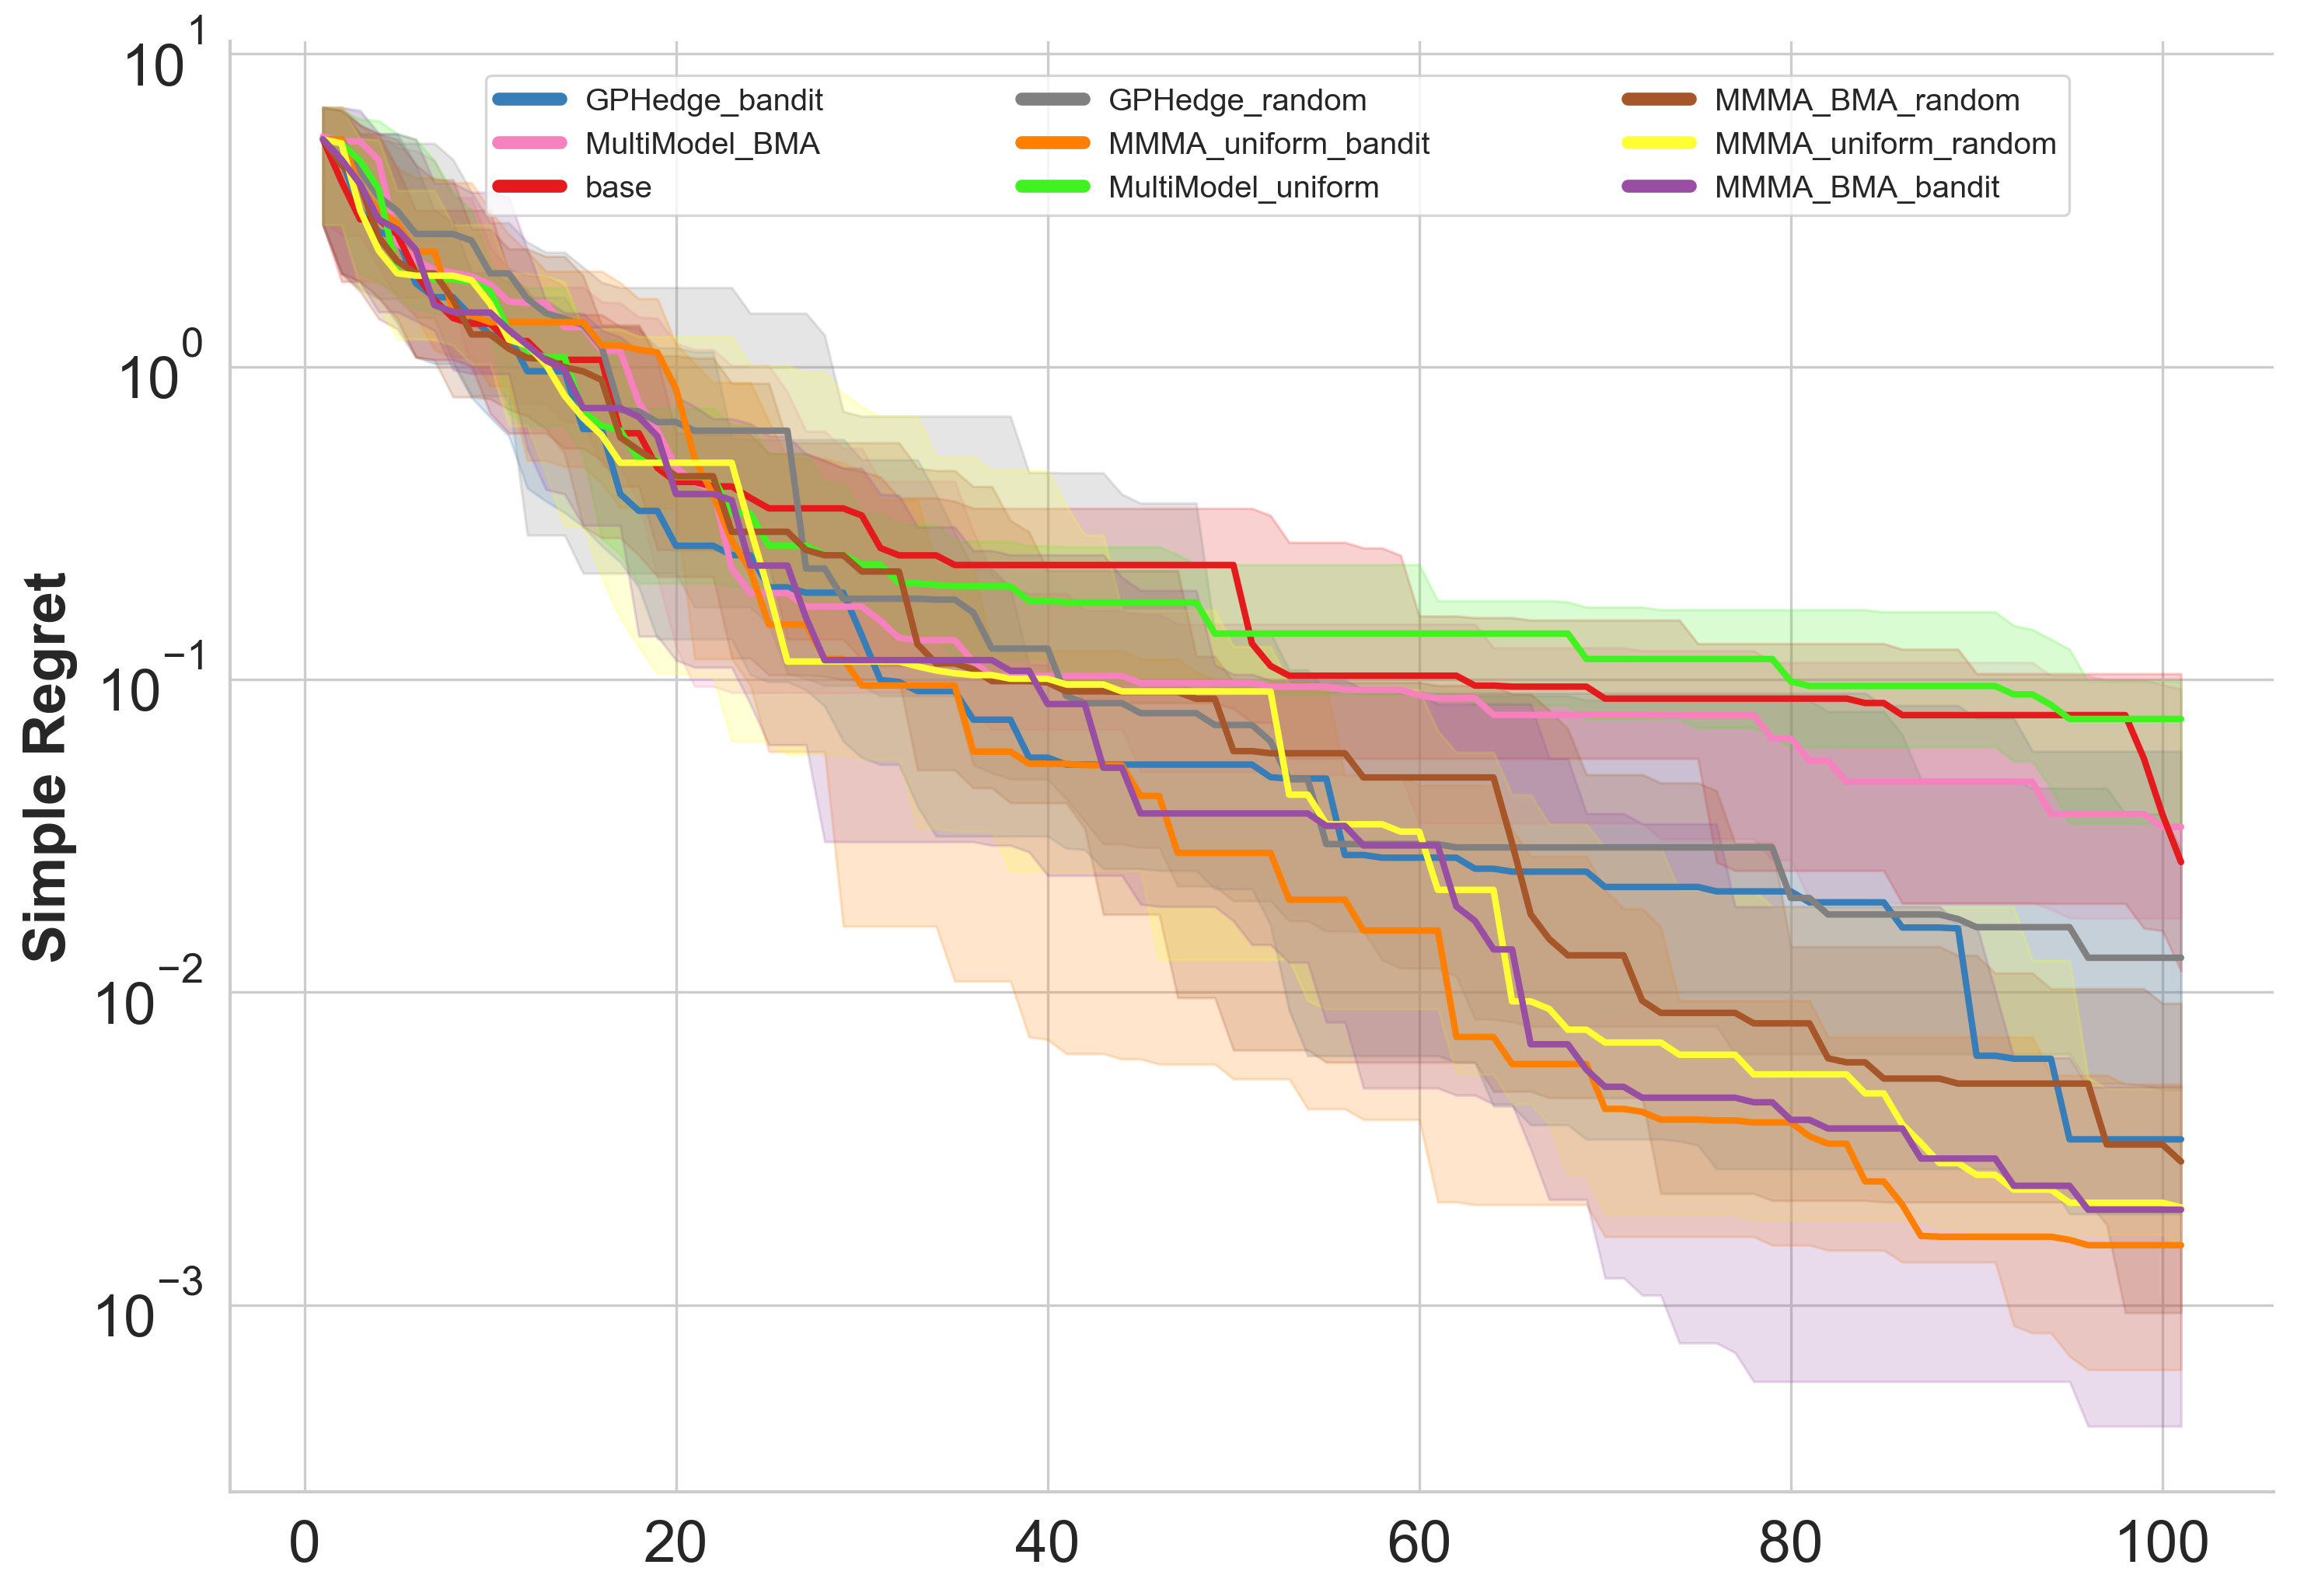 10^1
GPHedge_bandit
MultiModel_BMA
base
GPHedge_random
MMMA_uniform_bandit
MultiModel_uniform
MMMA_BMA_random
MMMA_uniform_random
MMMA_BMA_bandit
10^0
10^−1
10^−2
10^−3
Simple Regret
0 20 40 60 80 100